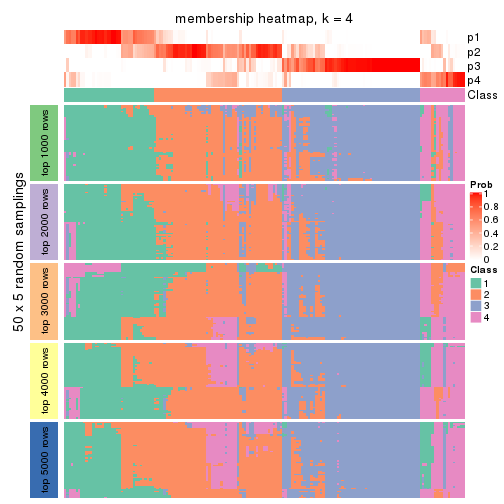 membership heatmap, k = 4
p1
p2
p3
p4
Class
50 x 5 random samplings
top 1000 rows
top 2000 rows
top 3000 rows
top 4000 rows
top 5000 rows
Prob
1
0.8
0.6
0.4
0.2
0
Class
1
2
3
4